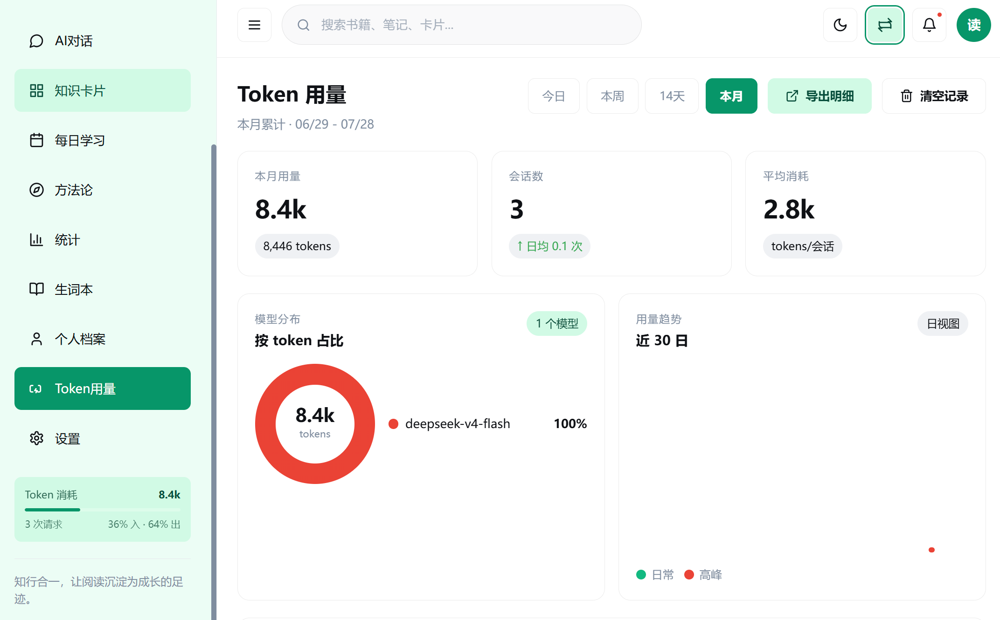 AI对话
知识卡片
每日学习
方法论
统计
生词本
个人档案
Token用量
设置
Token 消耗
8.4k
3 次请求
36% 入 · 64% 出
知行合一，让阅读沉淀为成长的足
迹。
搜索书籍、笔记、卡片...
读
Token 用量
本月累计 · 06/29 - 07/28
今日
本周
14天
本月
导出明细
清空记录
本月用量
8.4k
8,446 tokens
会话数
3
↑ 日均 0.1 次
平均消耗
2.8k
tokens/会话
模型分布
按 token 占比
1 个模型
8.4k
tokens
deepseek-v4-flash
100%
用量趋势
近 30 日
日视图
日常
高峰